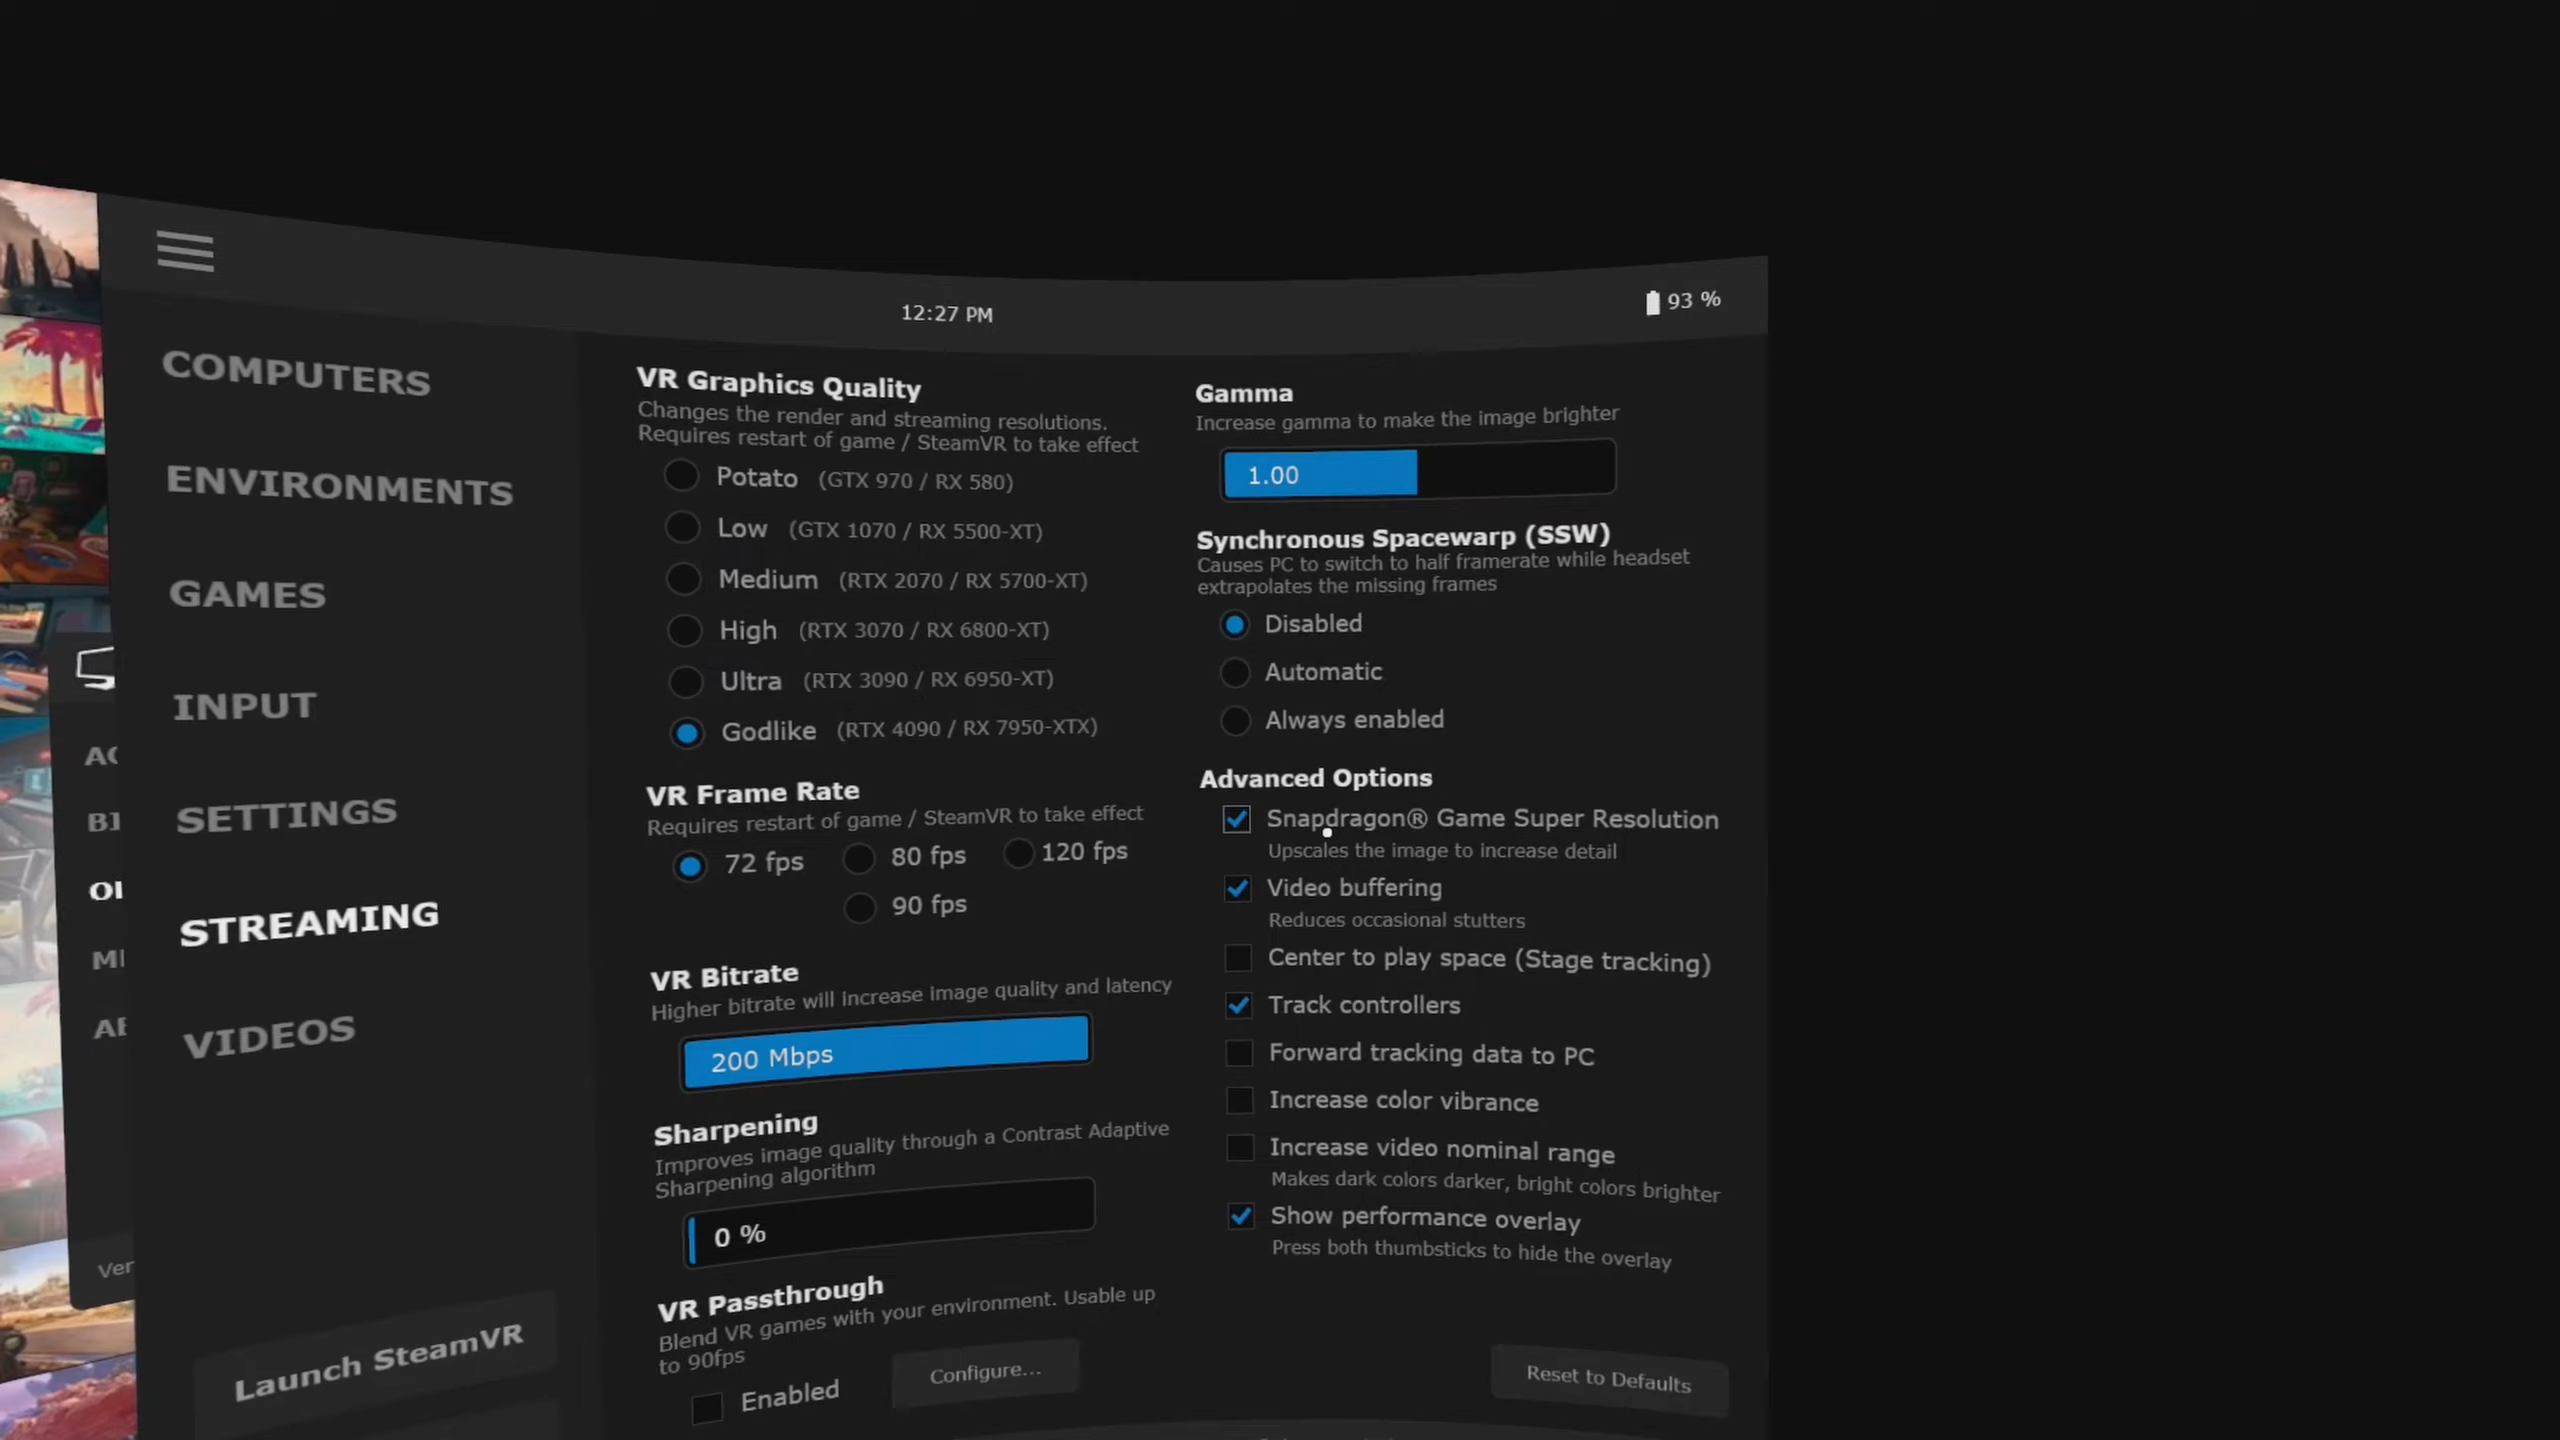 12:27 PM
93 %
COMPUTERS
ENVIRONMENTS
GAMES
INPUT
SETTINGS
STREAMING
VIDEOS
Launch SteamVR
VR Graphics Quality
Changes the render and streaming resolutions.
Requires restart of game / SteamVR to take effect
Potato (GTX 970 / RX 580)
Low (GTX 1070 / RX 5500-XT)
Medium (RTX 2070 / RX 5700-XT)
High (RTX 3070 / RX 6800-XT)
Ultra (RTX 3090 / RX 6950-XT)
Godlike (RTX 4090 / RX 7950-XTX)
VR Frame Rate
Requires restart of game / SteamVR to take effect
72 fps 80 fps 120 fps
90 fps
VR Bitrate
Higher bitrate will increase image quality and latency
200 Mbps
Sharpening
Improves image quality through a Contrast Adaptive
Sharpening algorithm
0 %
VR Passthrough
Blend VR games with your environment. Usable up
to 90fps
Enabled
Configure...
Gamma
Increase gamma to make the image brighter
1.00
Synchronous Spacewarp (SSW)
Causes PC to switch to half framerate while headset
extrapolates the missing frames
Disabled
Automatic
Always enabled
Advanced Options
Snapdragon® Game Super Resolution
Upscales the image to increase detail
Video buffering
Reduces occasional stutters
Center to play space (Stage tracking)
Track controllers
Forward tracking data to PC
Increase color vibrance
Increase video nominal range
Makes dark colors darker, bright colors brighter
Show performance overlay
Press both thumbsticks to hide the overlay
Reset to Defaults